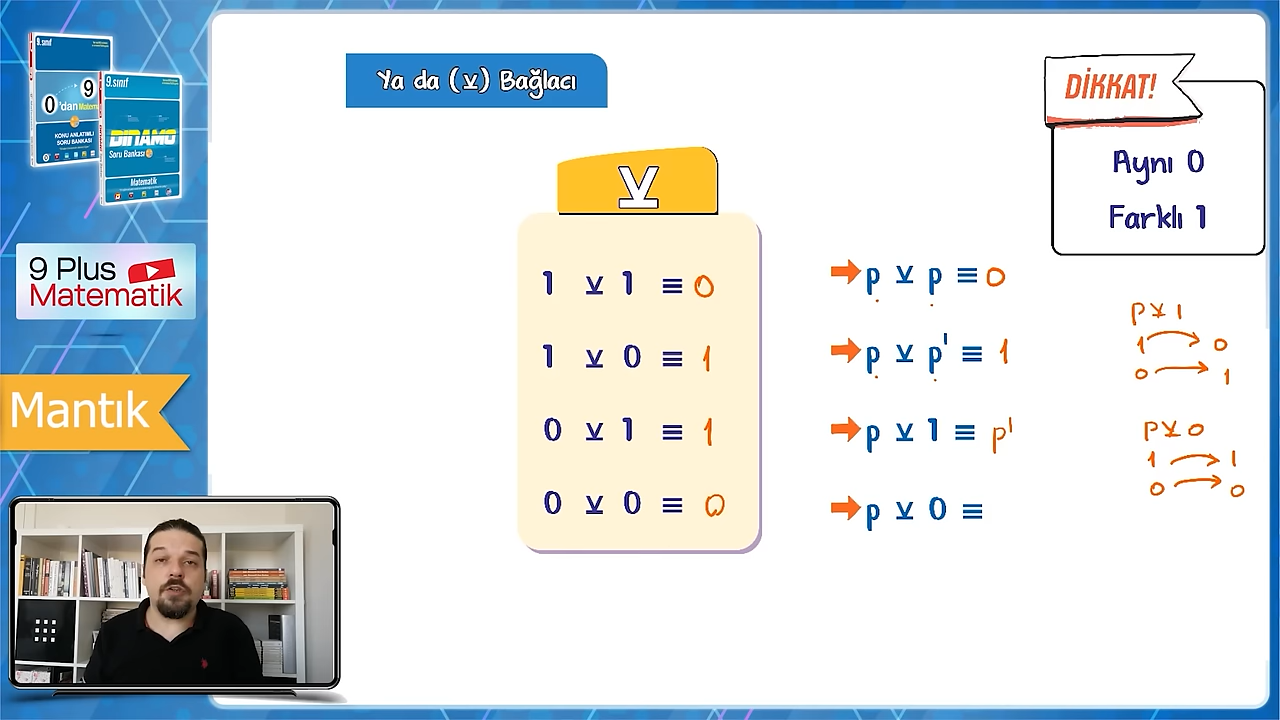 9.sınıf
0'dan 9
Matematik
KONU ANLATIMLI
SORU BANKASI
9.sınıf
DINAMO
Soru Bankası
Matematik
9 Plus
Matematik
Mantık
Ya da (⊻) Bağlacı
DİKKAT!
Aynı 0
Farklı 1
⊻
1 ⊻ 1 ≡ 0
1 ⊻ 0 ≡ 1
0 ⊻ 1 ≡ 1
0 ⊻ 0 ≡ 0
p ⊻ p ≡ 0
p ⊻ p' ≡ 1
p ⊻ 1 ≡ p'
p ⊻ 0 ≡
p ⊻ 1
1 → 0
0 → 1
p ⊻ 0
1 → 1
0 → 0